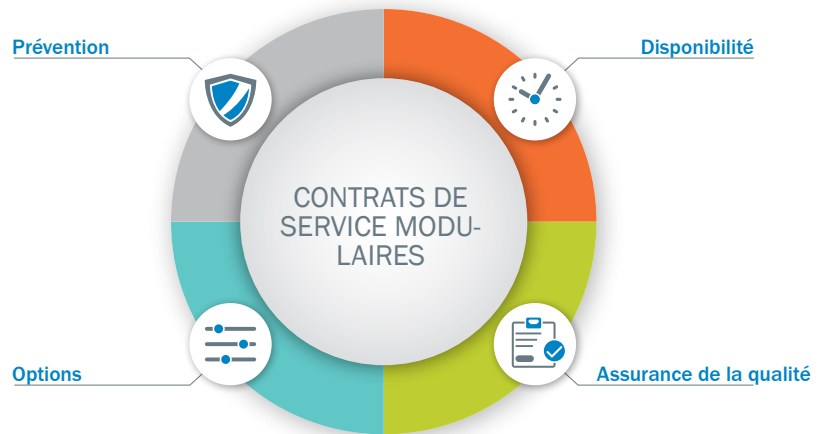 Prévention
Disponibilité
CONTRATS DE
SERVICE MODU-
LAIRES
Options
Assurance de la qualité